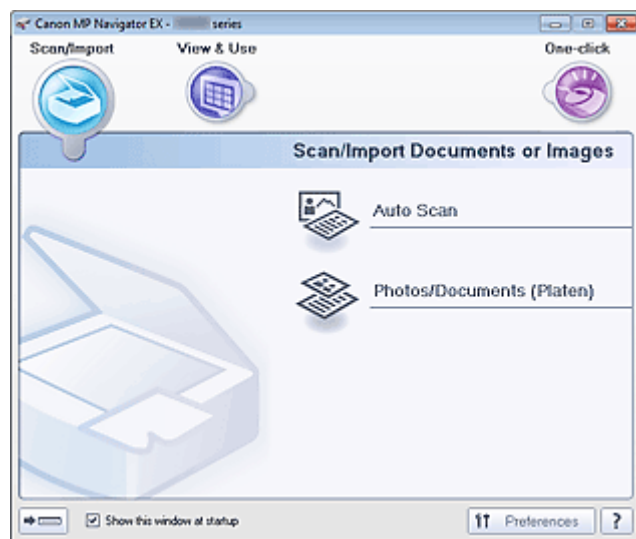 Canon MP Navigator EX - series
Scan/Import View & Use One-click
Scan/Import Documents or Images
Auto Scan
Photos/Documents (Platen)
Show this window at startup Preferences ?